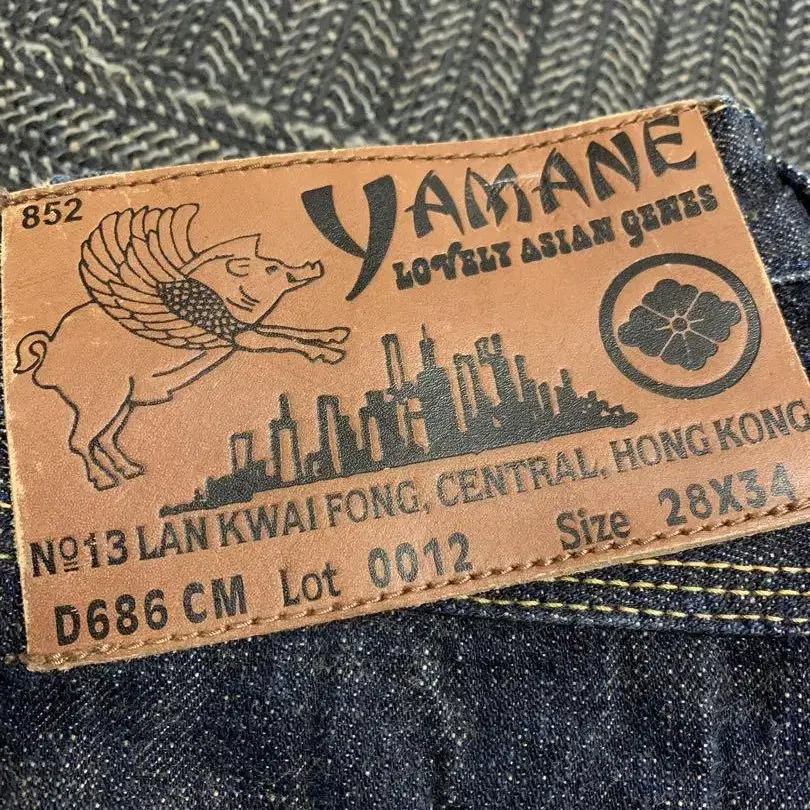 852
YAMANE
LOVELY ASIAN GENES
Nº13 LAN KWAI FONG, CENTRAL, HONG KONG
D686 CM Lot 0012 Size 28X34